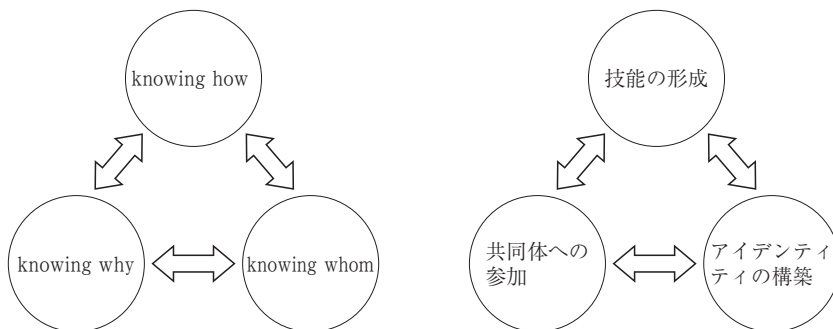 knowing how
knowing why
knowing whom
技能の形成
共同体への
参加
アイデンティ
ティの構築